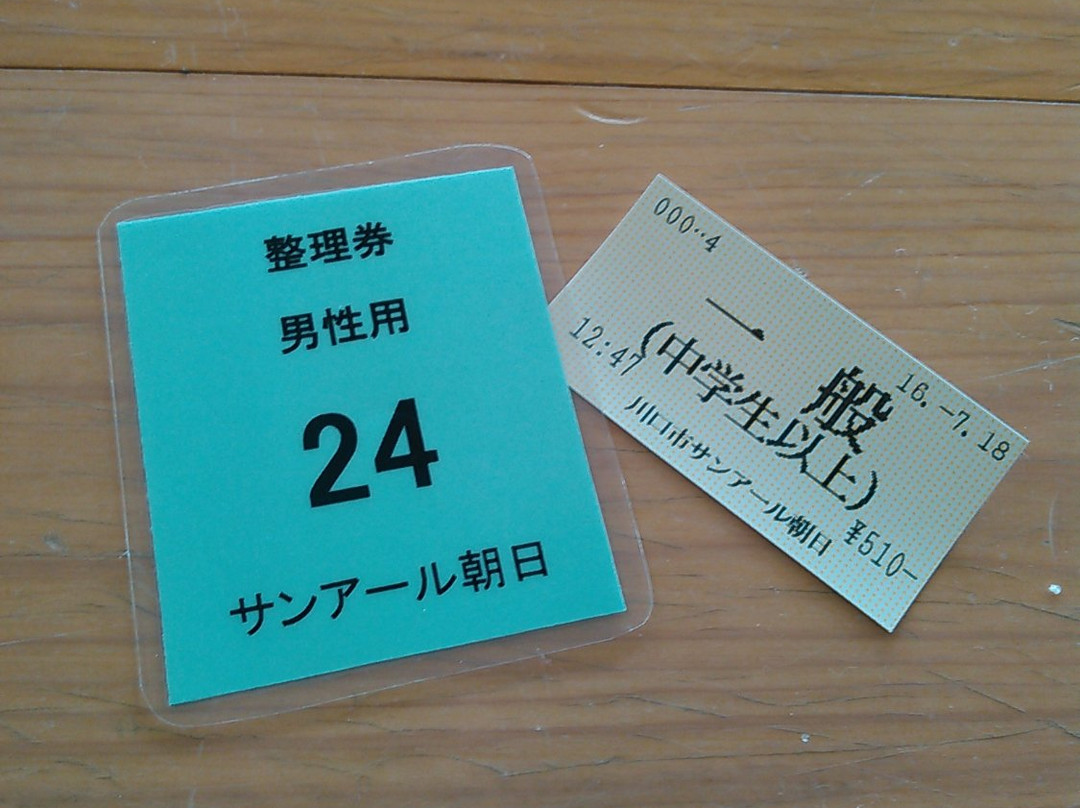 整理券
男性用
24
サンアール朝日
000··4
一般
(中学生以上)
12:47
16.-7.18
川口市サンアール朝日
¥510-